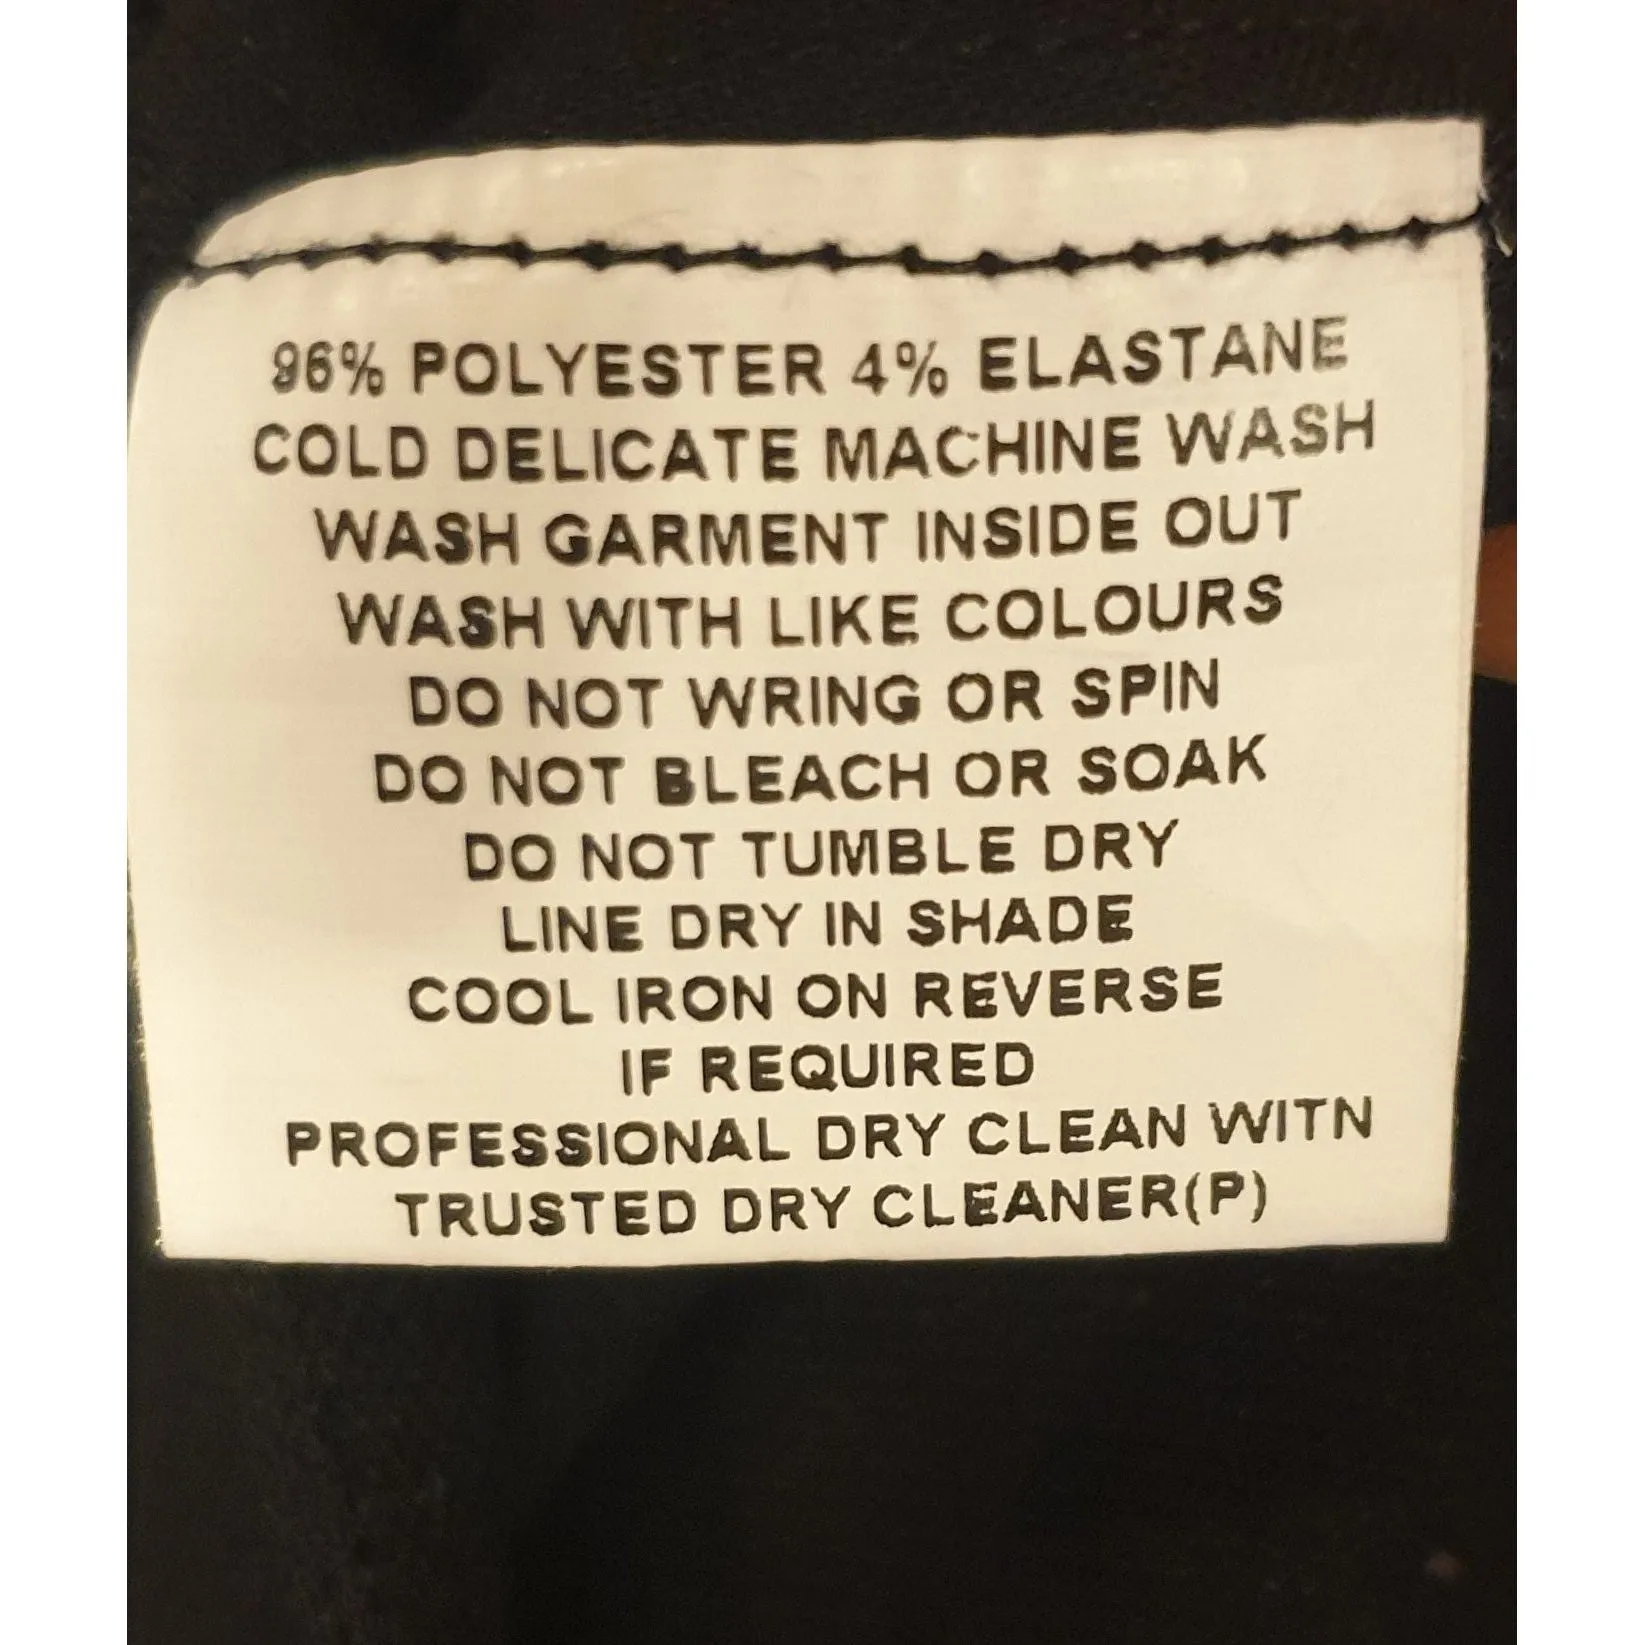 96% POLYESTER 4% ELASTANE
COLD DELICATE MACHINE WASH
WASH GARMENT INSIDE OUT
WASH WITH LIKE COLOURS
DO NOT WRING OR SPIN
DO NOT BLEACH OR SOAK
DO NOT TUMBLE DRY
LINE DRY IN SHADE
COOL IRON ON REVERSE
IF REQUIRED
PROFESSIONAL DRY CLEAN WITN
TRUSTED DRY CLEANER(P)